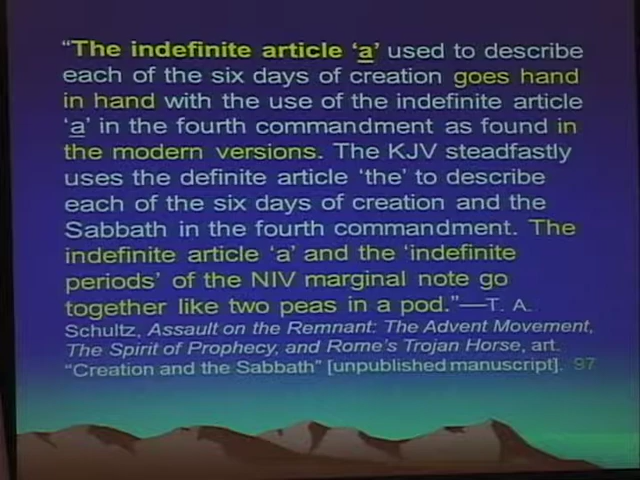 “The indefinite article ‘a’ used to describe
each of the six days of creation goes hand
in hand with the use of the indefinite article
‘a’ in the fourth commandment as found in
the modern versions. The KJV steadfastly
uses the definite article ‘the’ to describe
each of the six days of creation and the
Sabbath in the fourth commandment. The
indefinite article ‘a’ and the ‘indefinite
periods’ of the NIV marginal note go
together like two peas in a pod.”—T. A.
Schultz, Assault on the Remnant: The Advent Movement,
The Spirit of Prophecy, and Rome’s Trojan Horse, art.
“Creation and the Sabbath” [unpublished manuscript]. 97